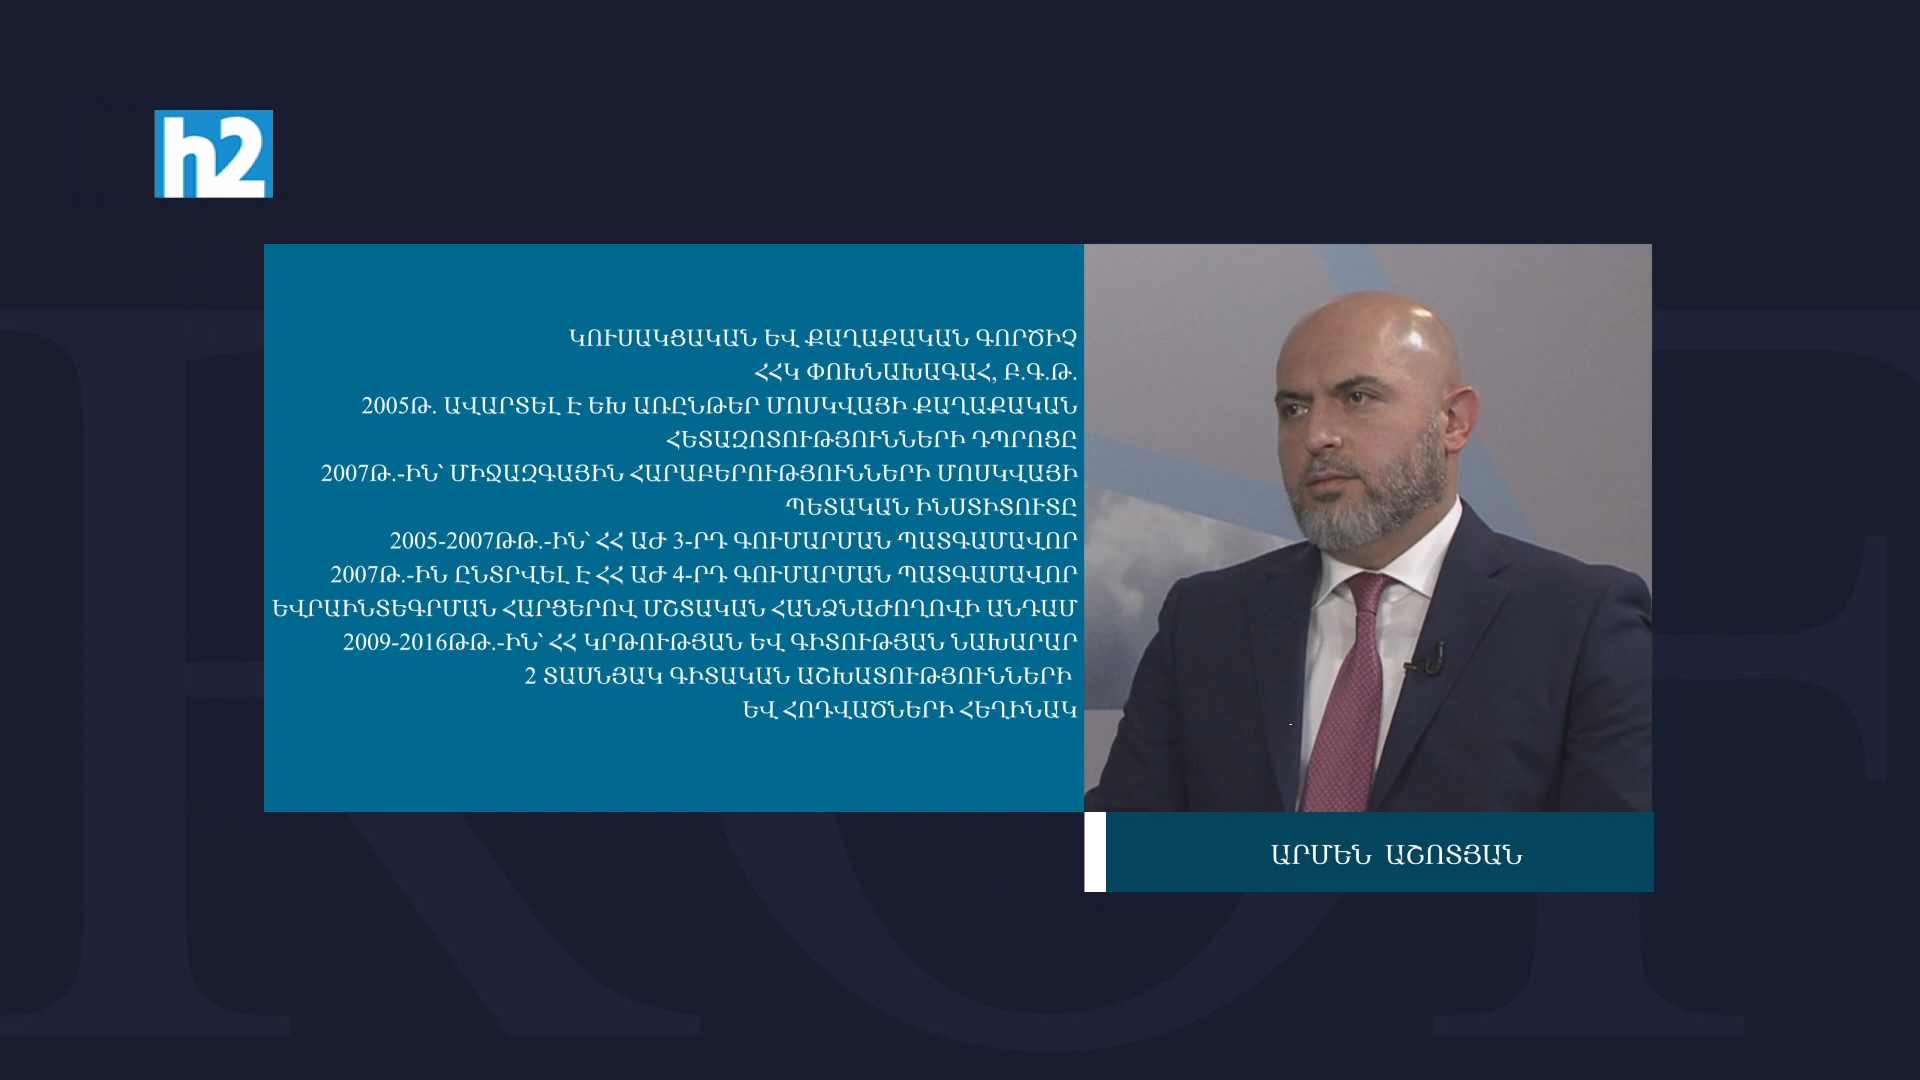 h2
ԿՈՒՍԱԿՑԱԿԱՆ ԵՎ ՔԱՂԱՔԱԿԱՆ ԳՈՐԾԻՉ
ՀՀԿ ՓՈԽՆԱԽԱԳԱՀ, Բ.Գ.Թ.
2005Թ. ԱՎԱՐՏԵԼ Է ԵԽ ԱՌԸՆԹԵՐ ՄՈՍԿՎԱՅԻ ՔԱՂԱՔԱԿԱՆ
ՀԵՏԱԶՈՏՈՒԹՅՈՒՆՆԵՐԻ ԴՊՐՈՑԸ
2007Թ.-ԻՆ՝ ՄԻՋԱԶԳԱՅԻՆ ՀԱՐԱԲԵՐՈՒԹՅՈՒՆՆԵՐԻ ՄՈՍԿՎԱՅԻ
ՊԵՏԱԿԱՆ ԻՆՍՏԻՏՈՒՏԸ
2005-2007ԹԹ.-ԻՆ՝ ՀՀ ԱԺ 3-ՐԴ ԳՈՒՄԱՐՄԱՆ ՊԱՏԳԱՄԱՎՈՐ
2007Թ.-ԻՆ ԸՆՏՐՎԵԼ Է ՀՀ ԱԺ 4-ՐԴ ԳՈՒՄԱՐՄԱՆ ՊԱՏԳԱՄԱՎՈՐ
ԵՎՐԱԻՆՏԵԳՐՄԱՆ ՀԱՐՑԵՐՈՎ ՄՇՏԱԿԱՆ ՀԱՆՁՆԱԺՈՂՈՎԻ ԱՆԴԱՄ
2009-2016ԹԹ.-ԻՆ՝ ՀՀ ԿՐԹՈՒԹՅԱՆ ԵՎ ԳԻՏՈՒԹՅԱՆ ՆԱԽԱՐԱՐ
2 ՏԱՍՆՅԱԿ ԳԻՏԱԿԱՆ ԱՇԽԱՏՈՒԹՅՈՒՆՆԵՐԻ
ԵՎ ՀՈԴՎԱԾՆԵՐԻ ՀԵՂԻՆԱԿ
ԱՐՄԵՆ ԱՇՈՏՅԱՆ